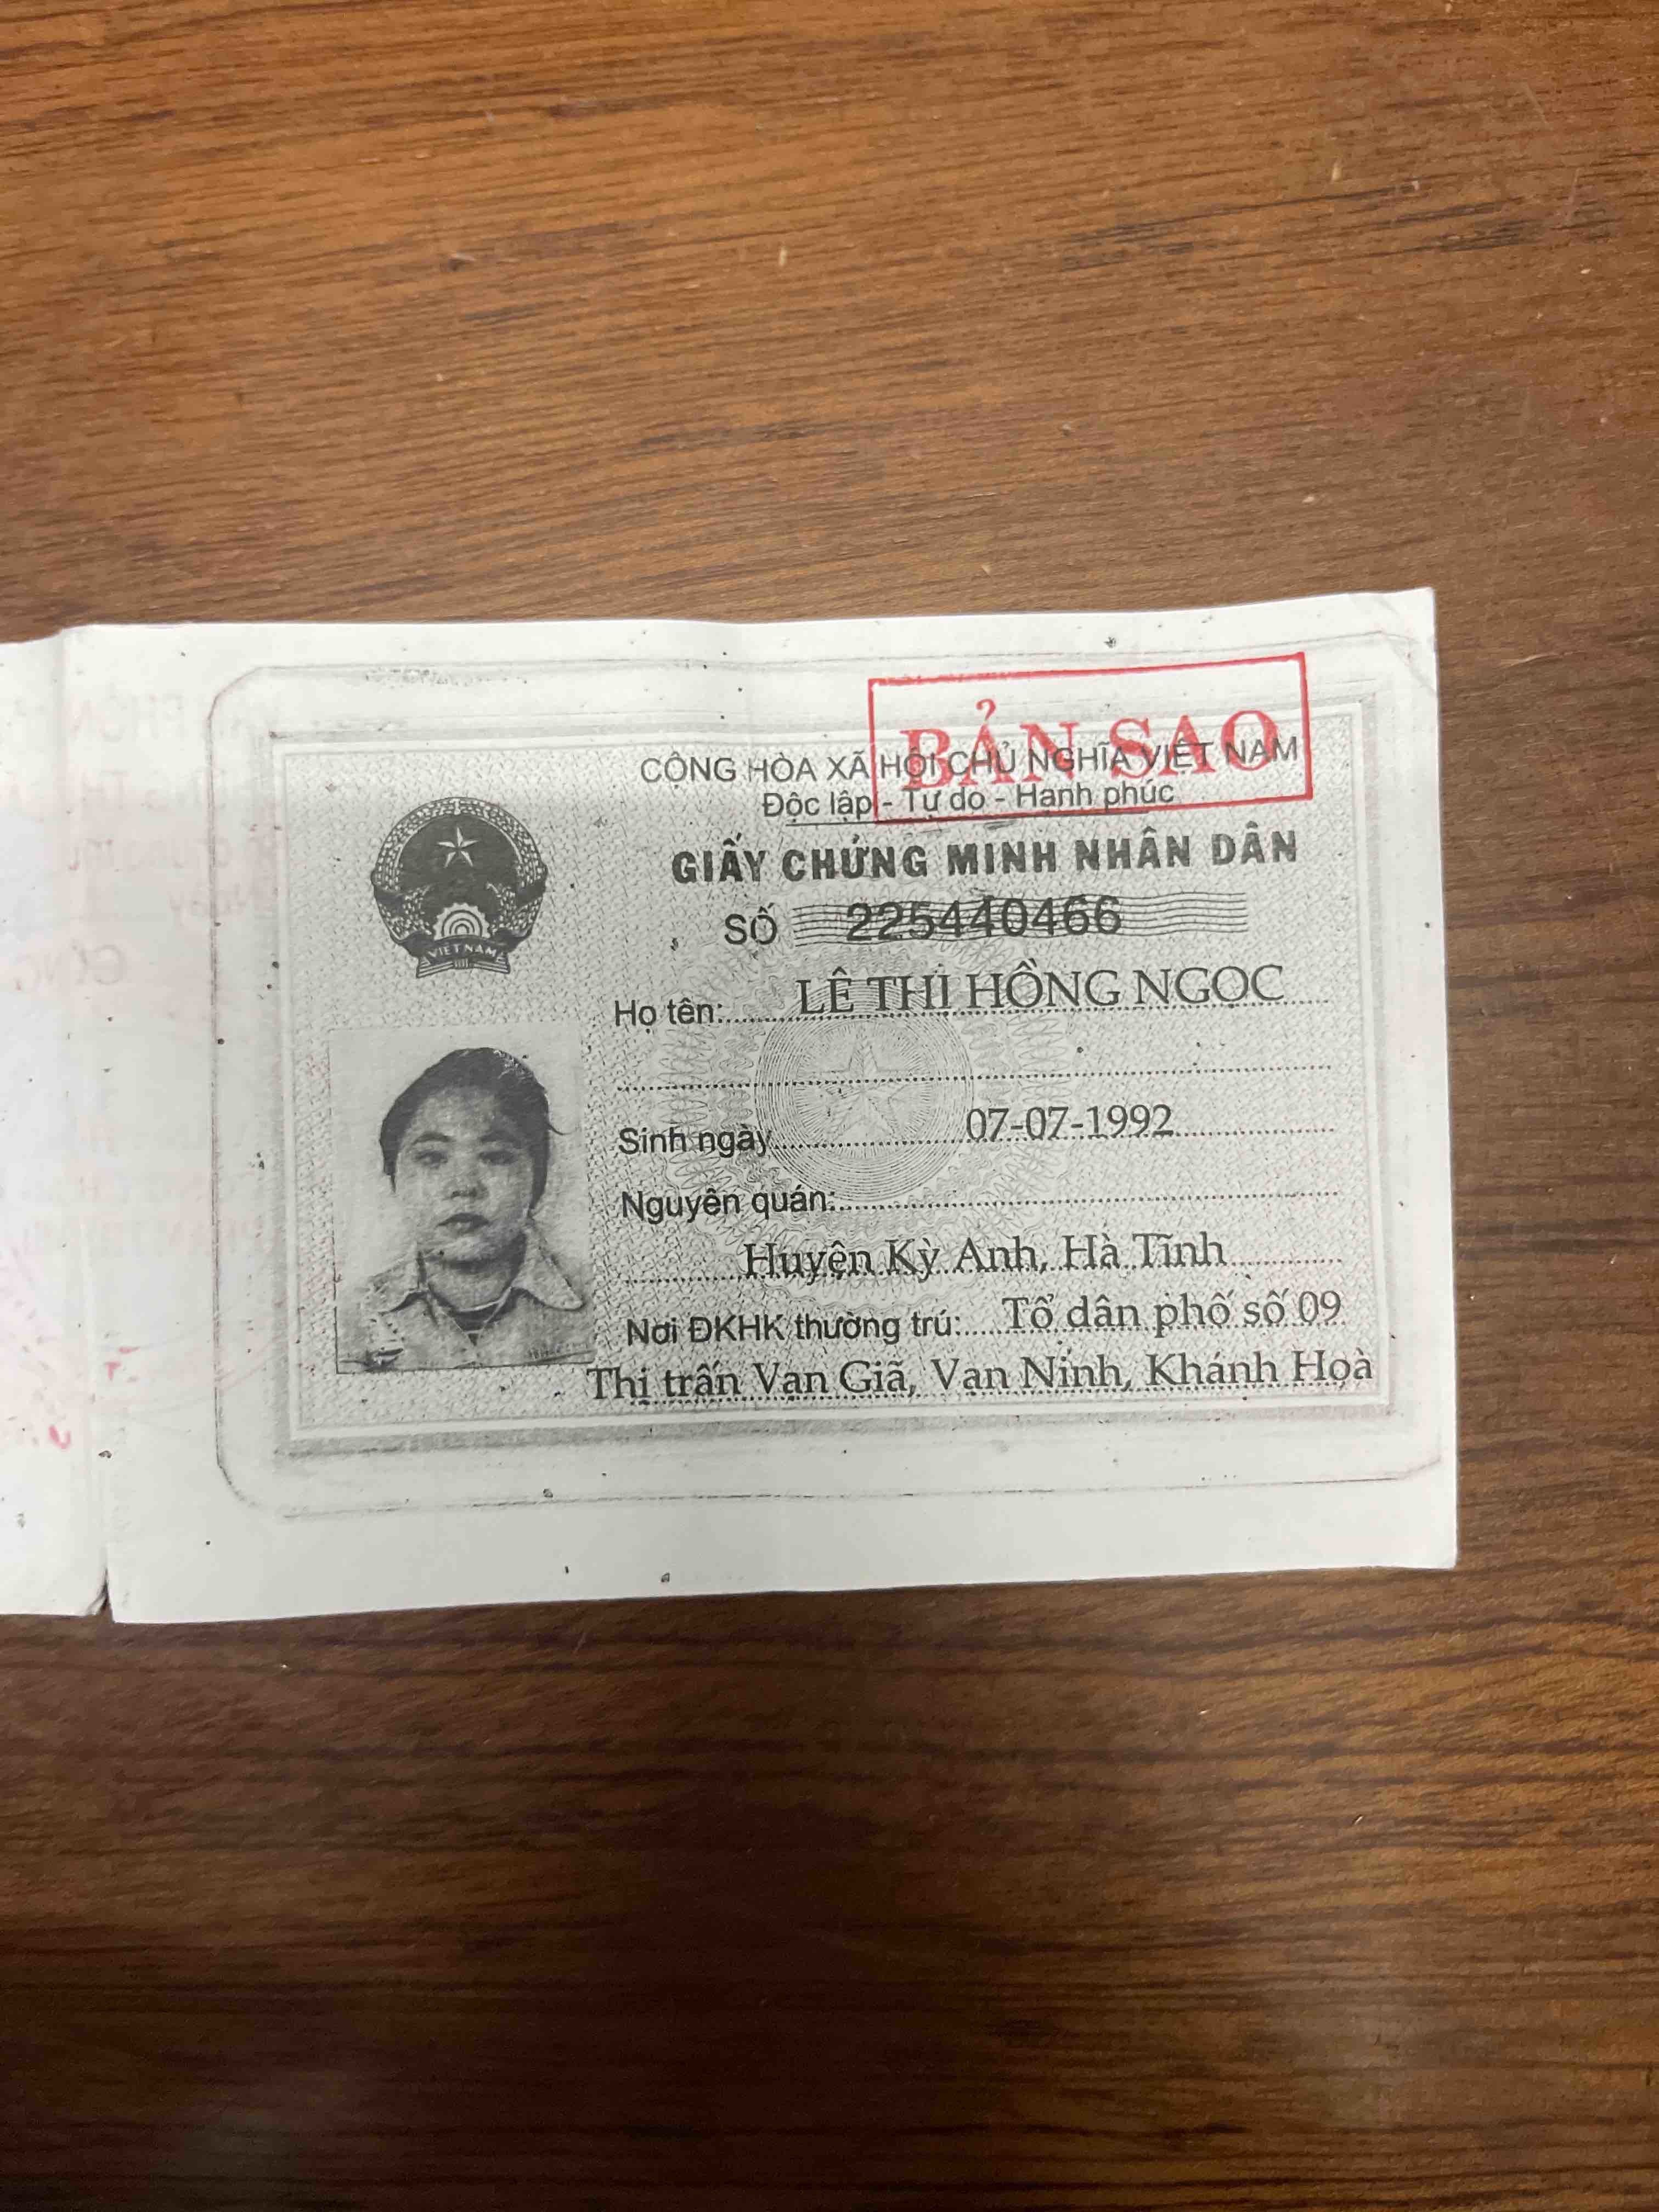 BẢN SAO
CỘNG HÒA XÃ HỘI CHỦ NGHĨA VIỆT NAM
Độc lập - Tự do - Hạnh phúc
GIẤY CHỨNG MINH NHÂN DÂN
SỐ 225440466
VIỆT NAM
Họ tên: LÊ THỊ HỒNG NGỌC
Sinh ngày 07-07-1992
Nguyên quán:
Huyện Kỳ Anh, Hà Tĩnh
Nơi ĐKHK thường trú: Tổ dân phố số 09
Thị trấn Vạn Giã, Vạn Ninh, Khánh Hoà